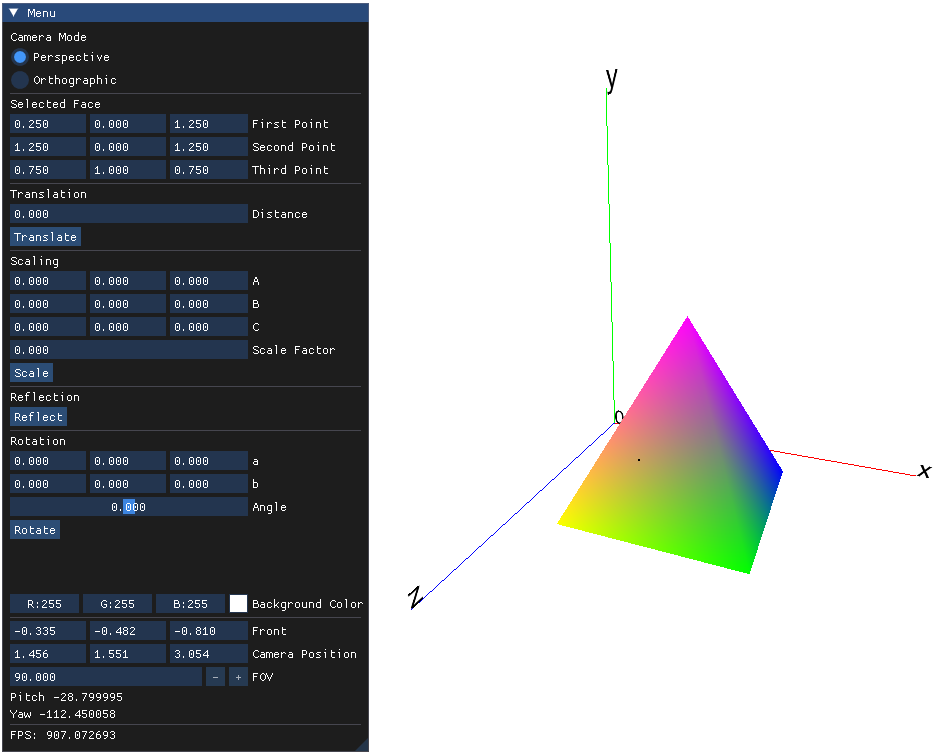 Menu
Camera Mode
Perspective
Orthographic
Selected Face
0.250 0.000 1.250 First Point
1.250 0.000 1.250 Second Point
0.750 1.000 0.750 Third Point
Translation
0.000 Distance
Translate
Scaling
0.000 0.000 0.000 A
0.000 0.000 0.000 B
0.000 0.000 0.000 C
0.000 Scale Factor
Scale
Reflection
Reflect
Rotation
0.000 0.000 0.000 a
0.000 0.000 0.000 b
0.000 Angle
Rotate
R:255 G:255 B:255 Background Color
-0.335 -0.482 -0.810 Front
1.456 1.551 3.054 Camera Position
90.000 - + FOV
Pitch -28.799995
Yaw -112.450058
FPS: 907.072693
y
0
x
Z